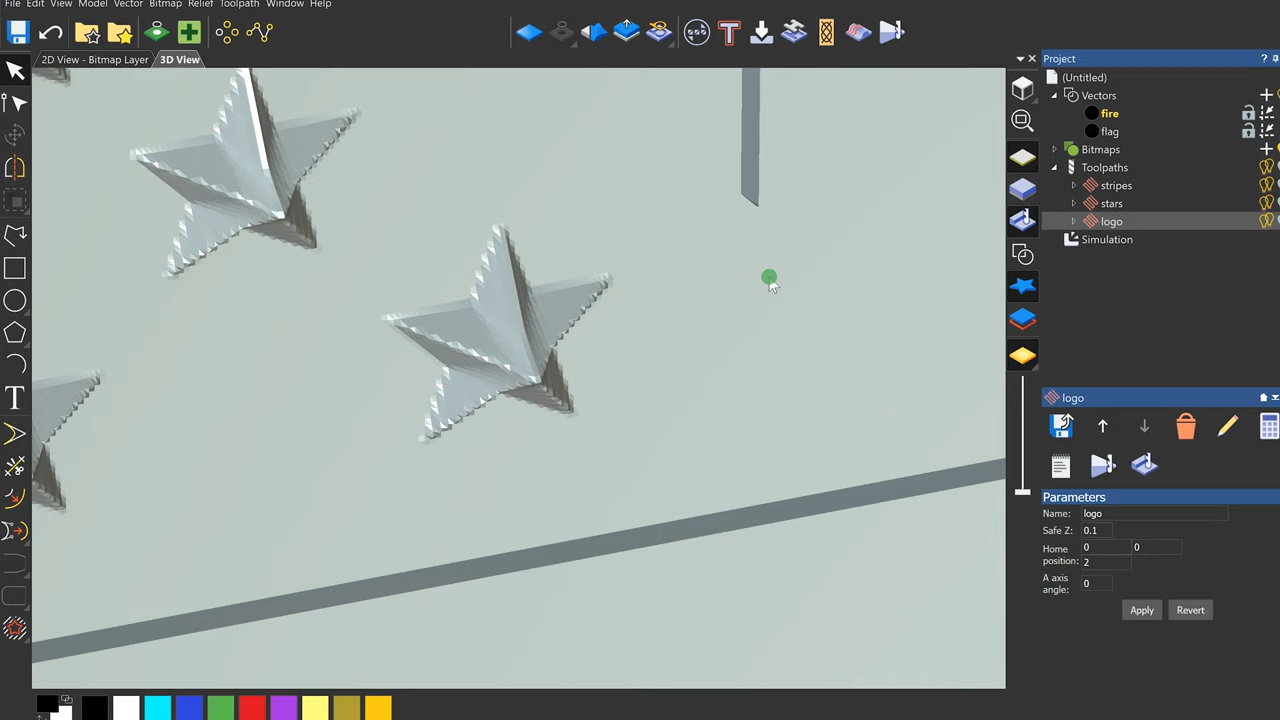 File Edit View Model Vector Bitmap Relief Toolpath Window Help
2D View - Bitmap Layer
3D View
Project
?
(Untitled)
Vectors
fire
flag
Bitmaps
Toolpaths
stripes
stars
logo
Simulation
logo
Parameters
Name: logo
Safe Z: 0.1
Home position: 0 0
2
A axis angle: 0
Apply Revert